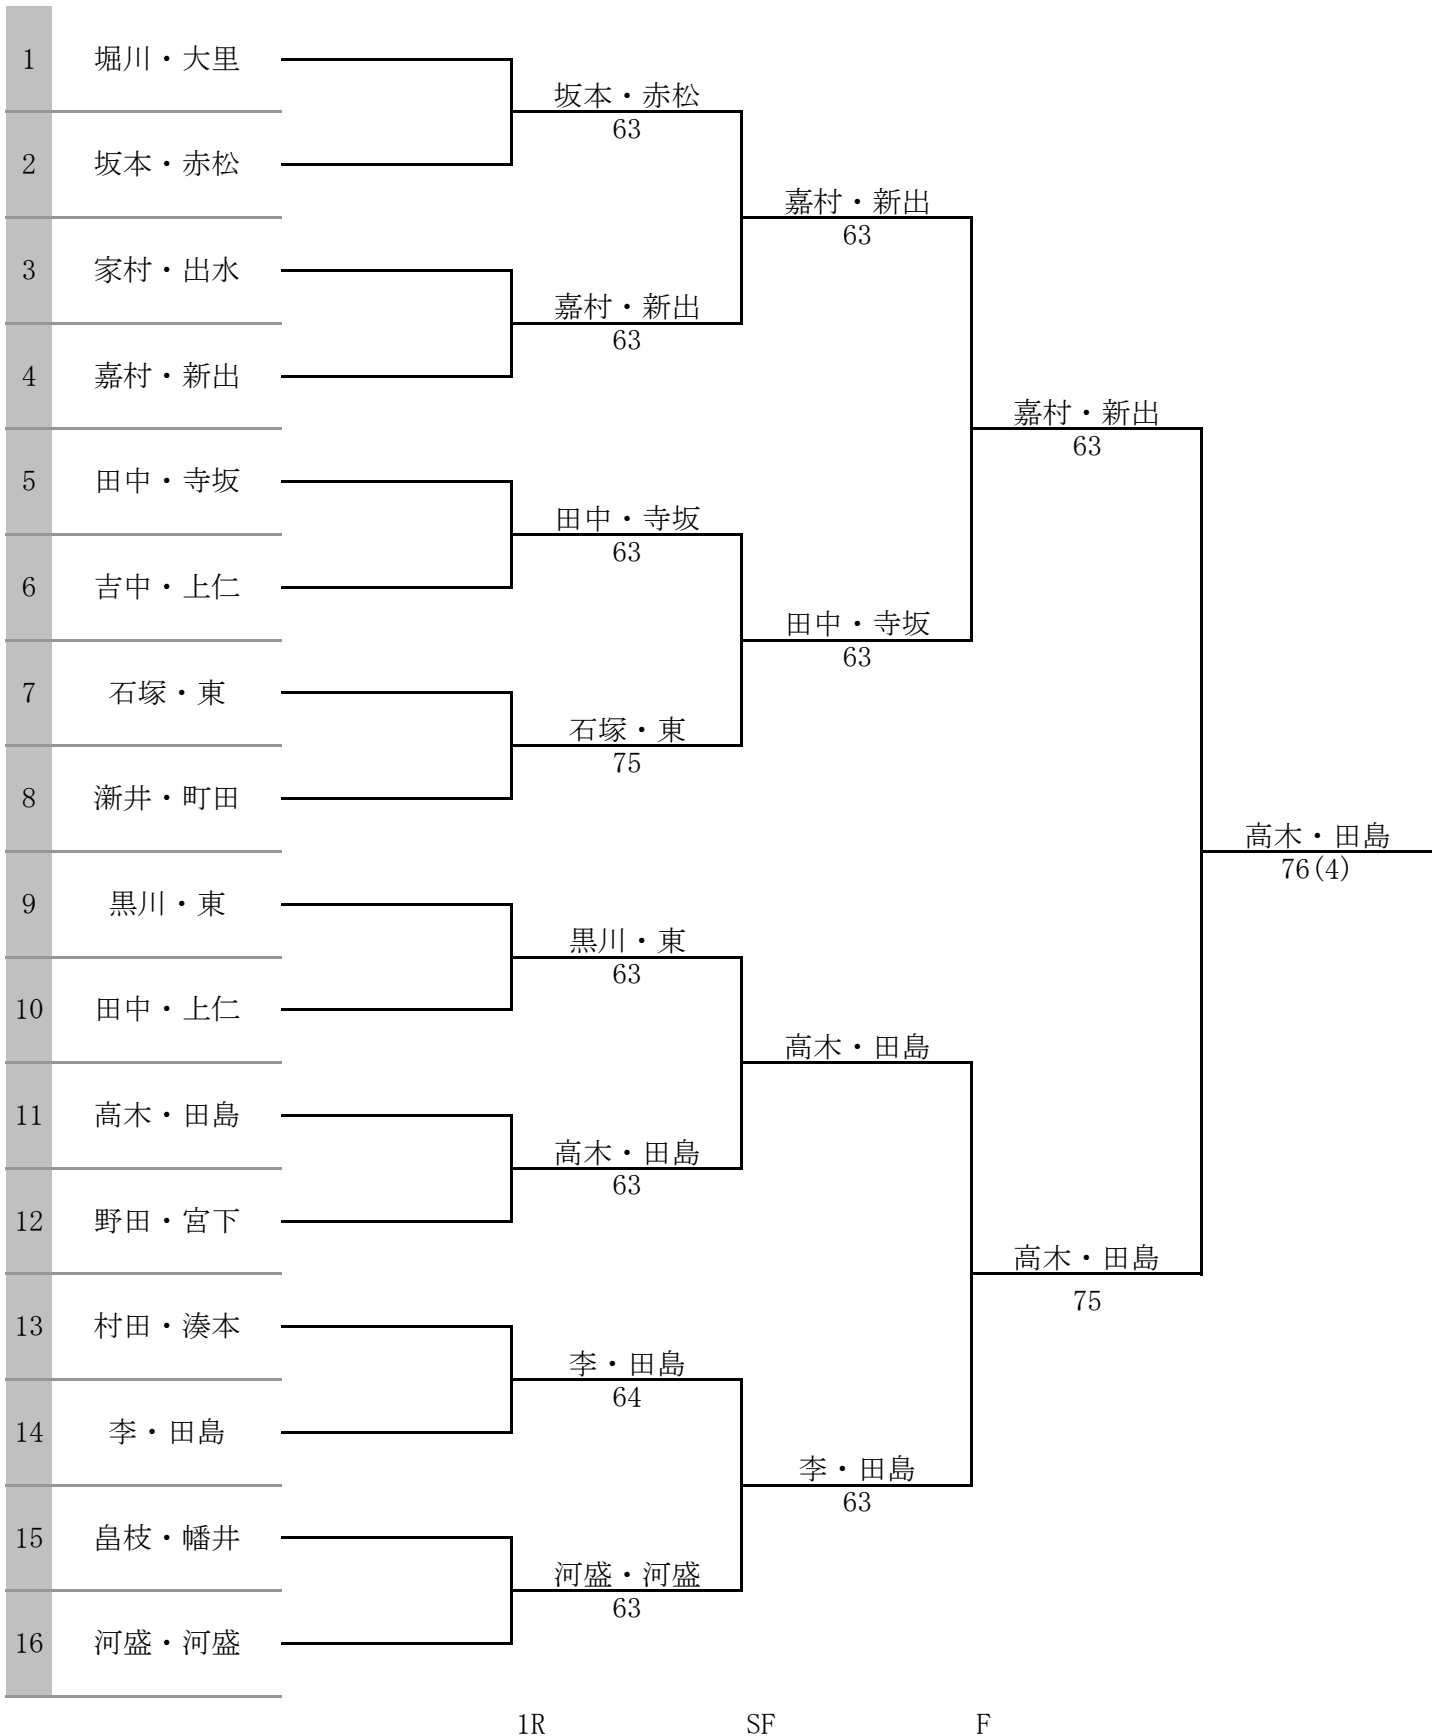 1 堀川・大里
坂本・赤松
63
2 坂本・赤松
嘉村・新出
63
3 家村・出水
嘉村・新出
63
4 嘉村・新出
嘉村・新出
63
5 田中・寺坂
田中・寺坂
63
6 吉中・上仁
田中・寺坂
63
7 石塚・東
石塚・東
75
8 漸井・町田
高木・田島
76(4)
9 黒川・東
黒川・東
63
10 田中・上仁
高木・田島
11 高木・田島
高木・田島
63
12 野田・宮下
高木・田島
75
13 村田・湊本
李・田島
64
14 李・田島
李・田島
63
15 畠枝・幡井
河盛・河盛
63
16 河盛・河盛
1R SF F